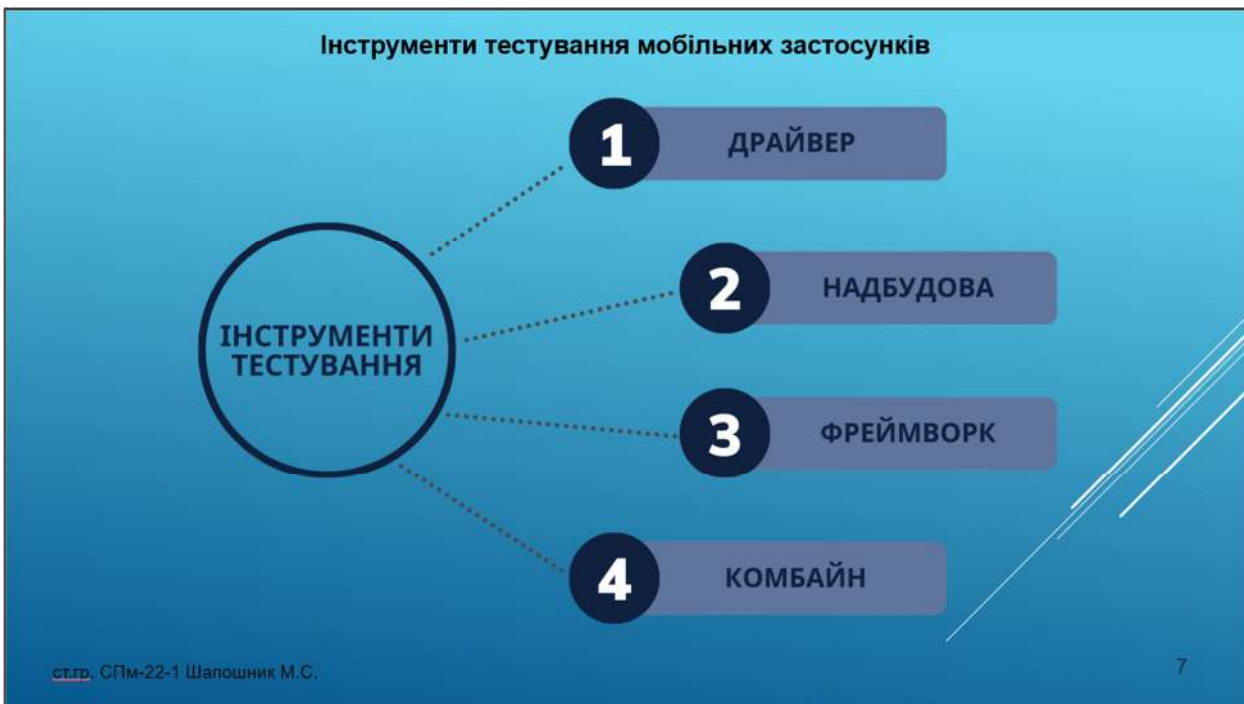 Інструменти тестування мобільних застосунків
1 ДРАЙВЕР
2 НАДБУДОВА
ІНСТРУМЕНТИ
ТЕСТУВАННЯ
3 ФРЕЙМВОРК
4 КОМБАЙН
ст.гр. СПм-22-1 Шапошник М.С.
7